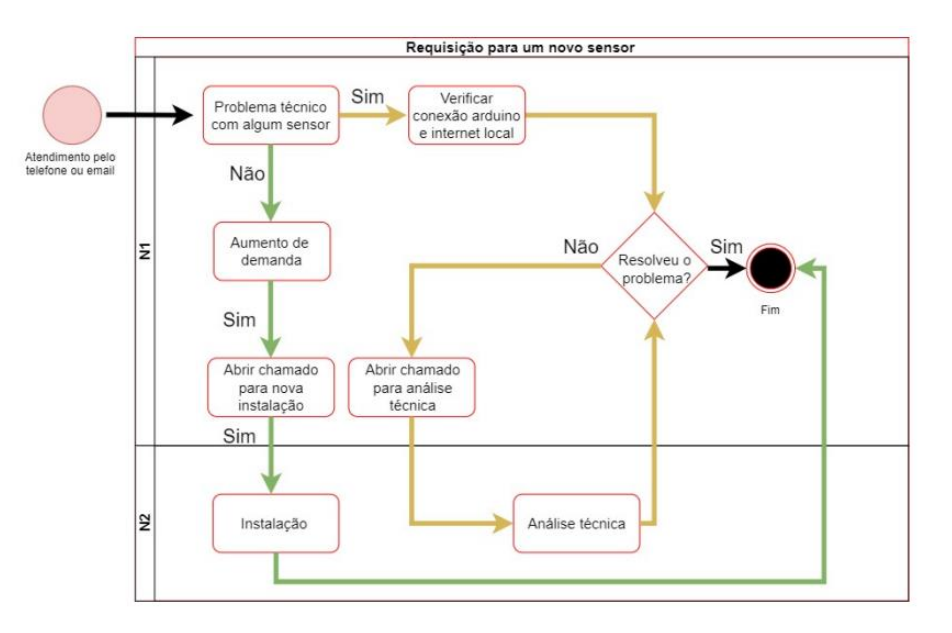 Requisição para um novo sensor
Atendimento pelo
telefone ou email
N1
Problema técnico
com algum sensor
Sim
Verificar
conexão arduino
e internet local
Não
Aumento de
demanda
Não
Resolveu o
problema?
Sim
Fim
Sim
Abrir chamado
para nova
instalação
Abrir chamado
para análise
técnica
Sim
N2
Instalação
Análise técnica